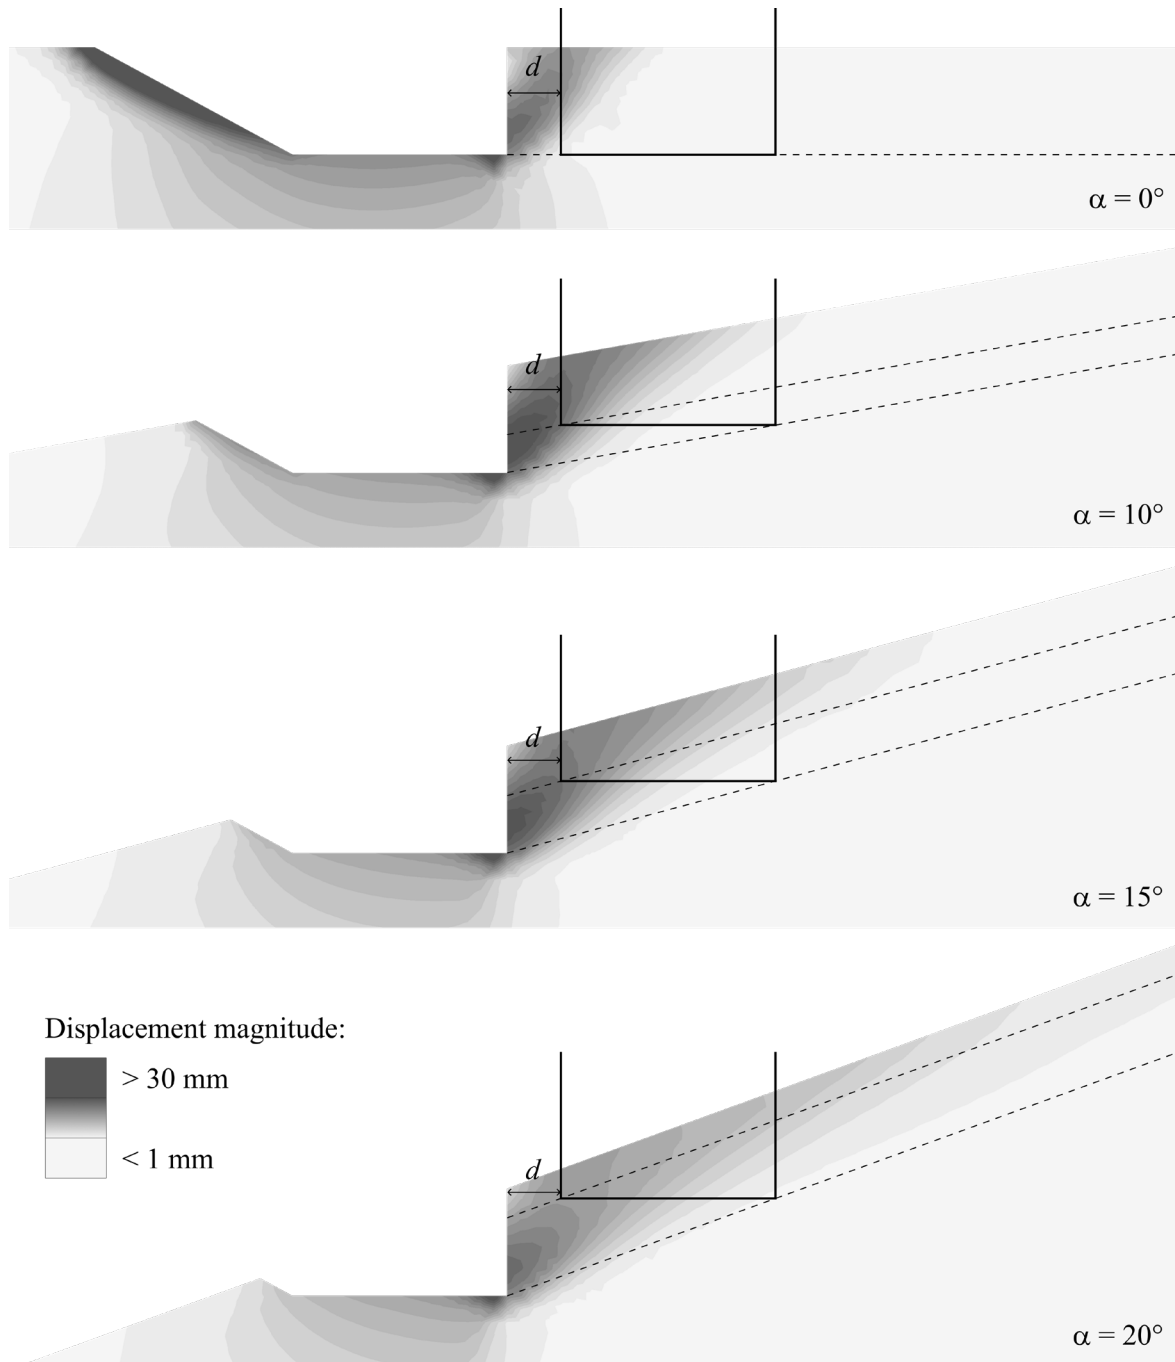 d
α = 0°
d
α = 10°
d
α = 15°
Displacement magnitude:
> 30 mm
< 1 mm
d
α = 20°